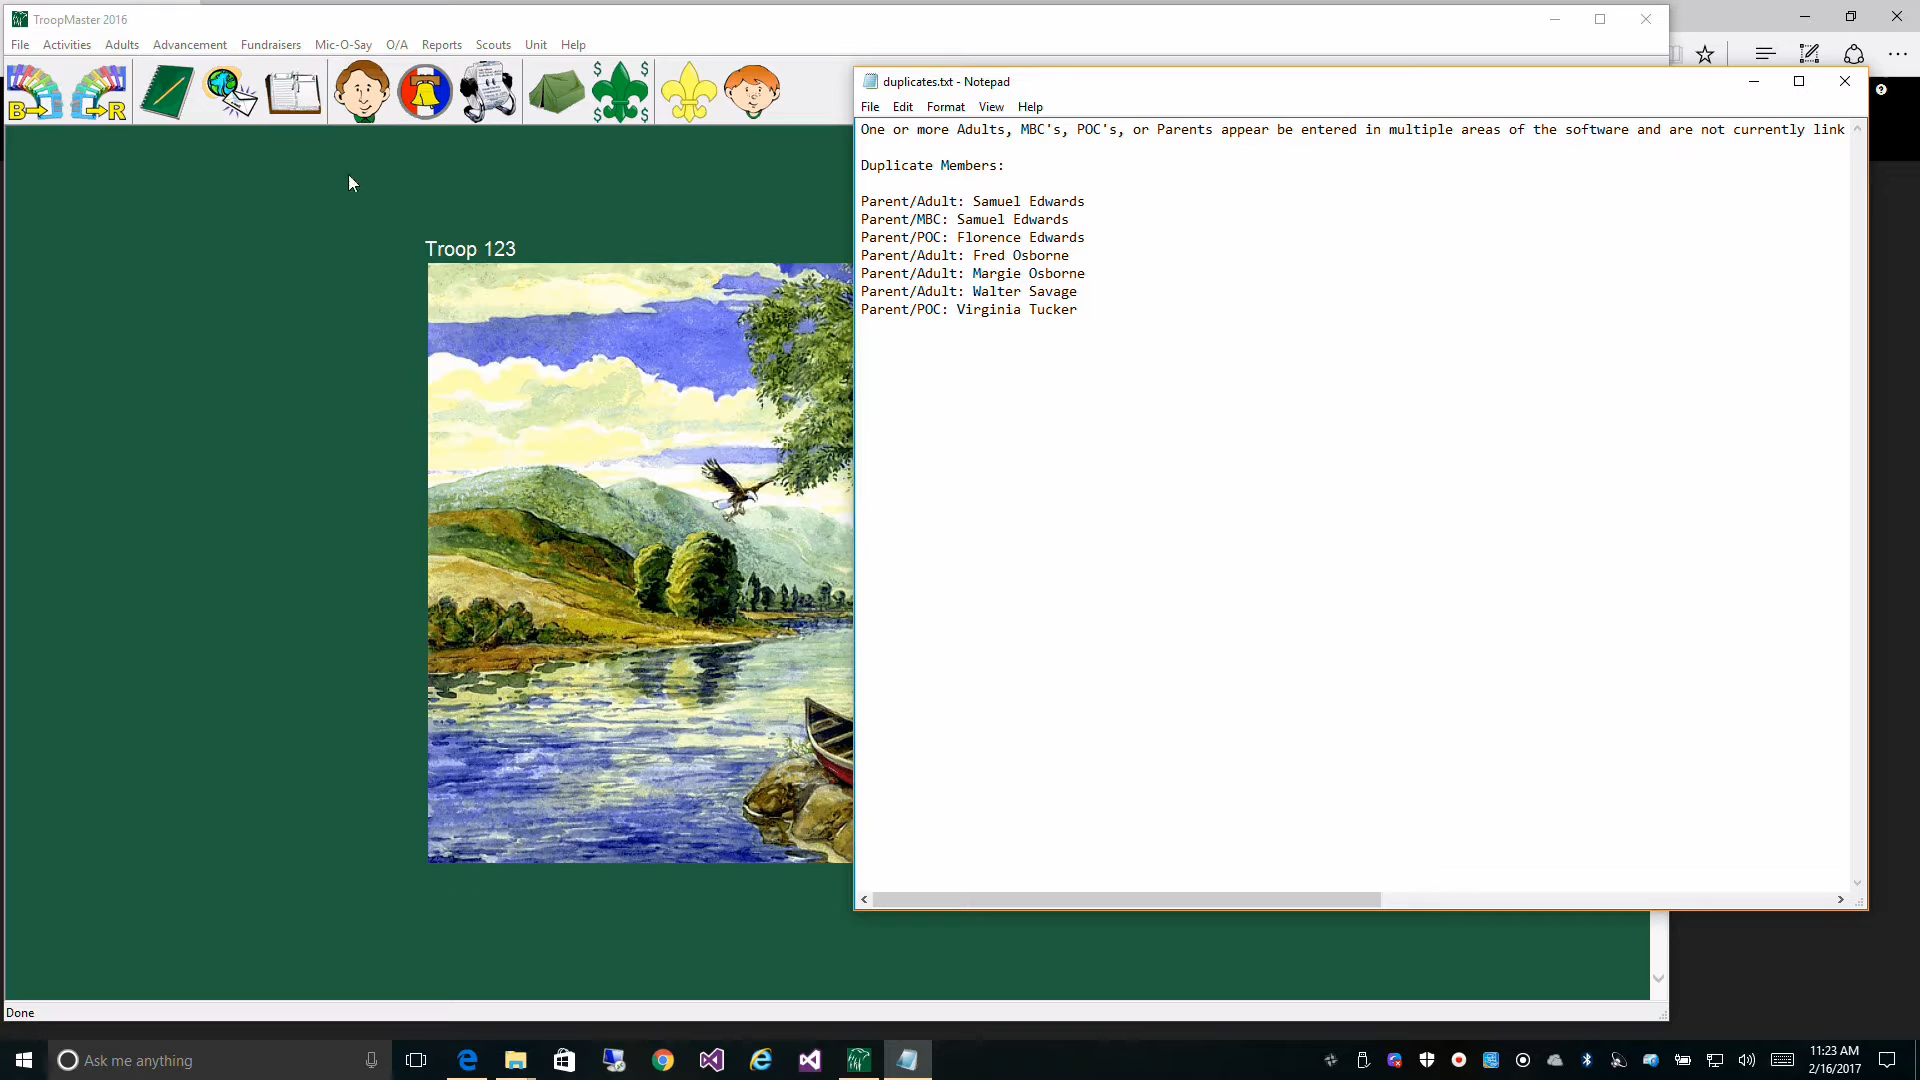 TroopMaster 2016
File Activities Adults Advancement Fundraisers Mic-O-Say O/A Reports Scouts Unit Help
B R
$ $
$ $
duplicates.txt - Notepad
File Edit Format View Help
One or more Adults, MBC's, POC's, or Parents appear be entered in multiple areas of the software and are not currently link
Duplicate Members:
Parent/Adult: Samuel Edwards
Parent/MBC: Samuel Edwards
Parent/POC: Florence Edwards
Parent/Adult: Fred Osborne
Parent/Adult: Margie Osborne
Parent/Adult: Walter Savage
Parent/POC: Virginia Tucker
Troop 123
Done
Ask me anything
11:23 AM
2/16/2017